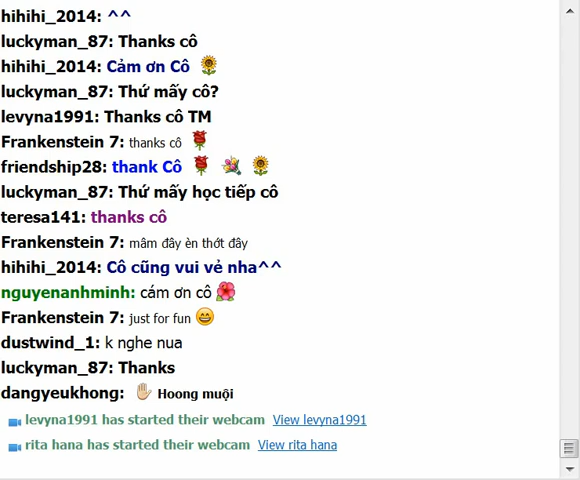 hihihi_2014: ^^
luckyman_87: Thanks cô
hihihi_2014: Cảm ơn Cô
luckyman_87: Thứ mấy cô?
levyna1991: Thanks cô TM
Frankenstein 7: thanks cô
friendship28: thank Cô
luckyman_87: Thứ mấy học tiếp cô
teresa141: thanks cô
Frankenstein 7: mâm đây èn thớt đây
hihihi_2014: Cô cũng vui vẻ nha^^
nguyenanhminh: cám ơn cô
Frankenstein 7: just for fun
dustwind_1: k nghe nua
luckyman_87: Thanks
dangyeukhong: Hoong muội
levyna1991 has started their webcam View levyna1991
rita hana has started their webcam View rita hana